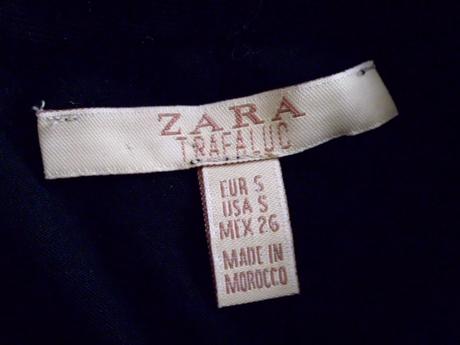 ZARA
TRAFALUC
EUR S
USA S
MEX 26
MADE IN
MOROCCO